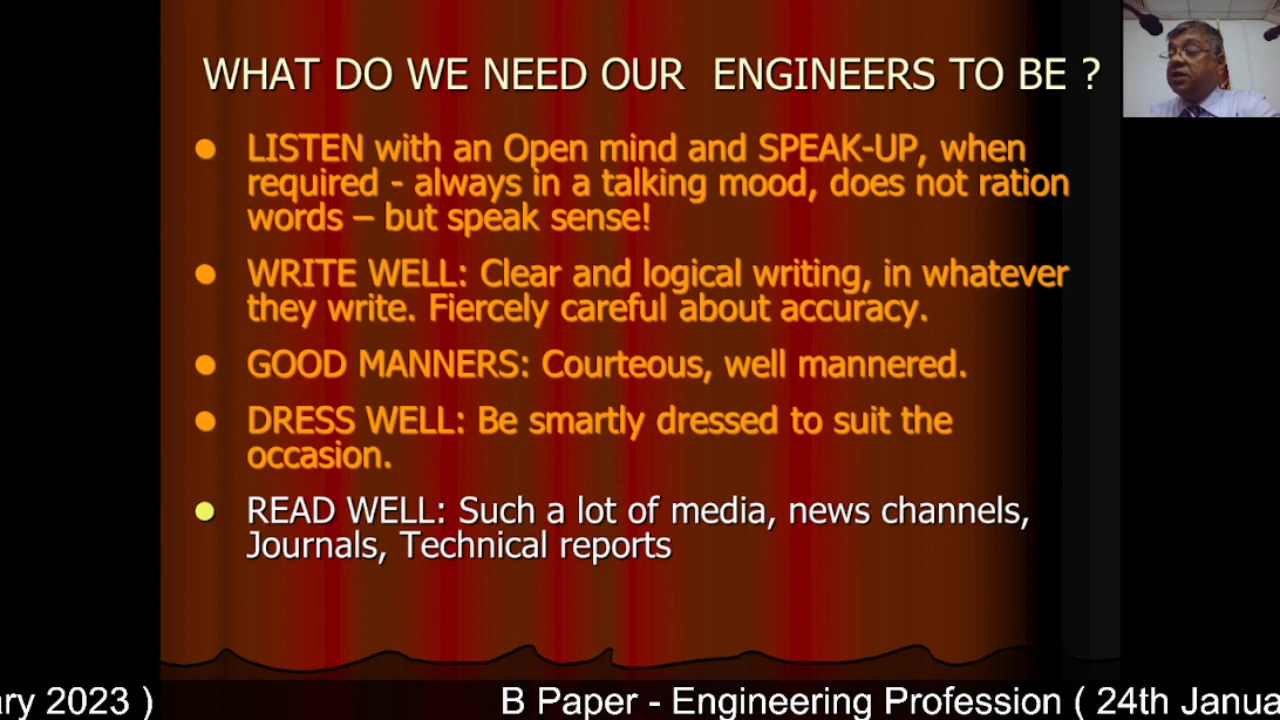 WHAT DO WE NEED OUR ENGINEERS TO BE ?
LISTEN with an Open mind and SPEAK-UP, when
required - always in a talking mood, does not ration
words – but speak sense!
WRITE WELL: Clear and logical writing, in whatever
they write. Fiercely careful about accuracy.
GOOD MANNERS: Courteous, well mannered.
DRESS WELL: Be smartly dressed to suit the
occasion.
READ WELL: Such a lot of media, news channels,
Journals, Technical reports
ry 2023 ) B Paper - Engineering Profession ( 24th Janua